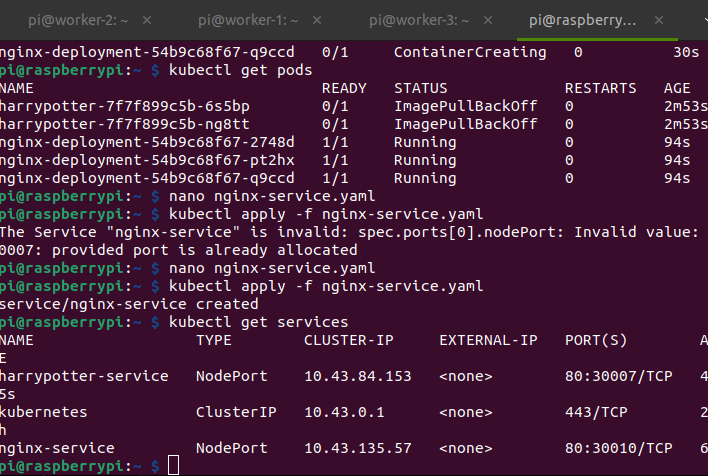 pi@worker-2: ~ × pi@worker-1: ~ × pi@worker-3: ~ × pi@raspberry... ×
nginx-deployment-54b9c68f67-q9ccd 0/1 ContainerCreating 0 30s
pi@raspberrypi:~ $ kubectl get pods
NAME READY STATUS RESTARTS AGE
harrypotter-7f7f899c5b-6s5bp 0/1 ImagePullBackOff 0 2m53s
harrypotter-7f7f899c5b-ng8tt 0/1 ImagePullBackOff 0 2m53s
nginx-deployment-54b9c68f67-2748d 1/1 Running 0 94s
nginx-deployment-54b9c68f67-pt2hx 1/1 Running 0 94s
nginx-deployment-54b9c68f67-q9ccd 1/1 Running 0 94s
pi@raspberrypi:~ $ nano nginx-service.yaml
pi@raspberrypi:~ $ kubectl apply -f nginx-service.yaml
The Service "nginx-service" is invalid: spec.ports[0].nodePort: Invalid value:
0007: provided port is already allocated
pi@raspberrypi:~ $ nano nginx-service.yaml
pi@raspberrypi:~ $ kubectl apply -f nginx-service.yaml
service/nginx-service created
pi@raspberrypi:~ $ kubectl get services
NAME TYPE CLUSTER-IP EXTERNAL-IP PORT(S) A
E
harrypotter-service NodePort 10.43.84.153 <none> 80:30007/TCP 4
5s
kubernetes ClusterIP 10.43.0.1 <none> 443/TCP 2
h
nginx-service NodePort 10.43.135.57 <none> 80:30010/TCP 6
pi@raspberrypi:~ $